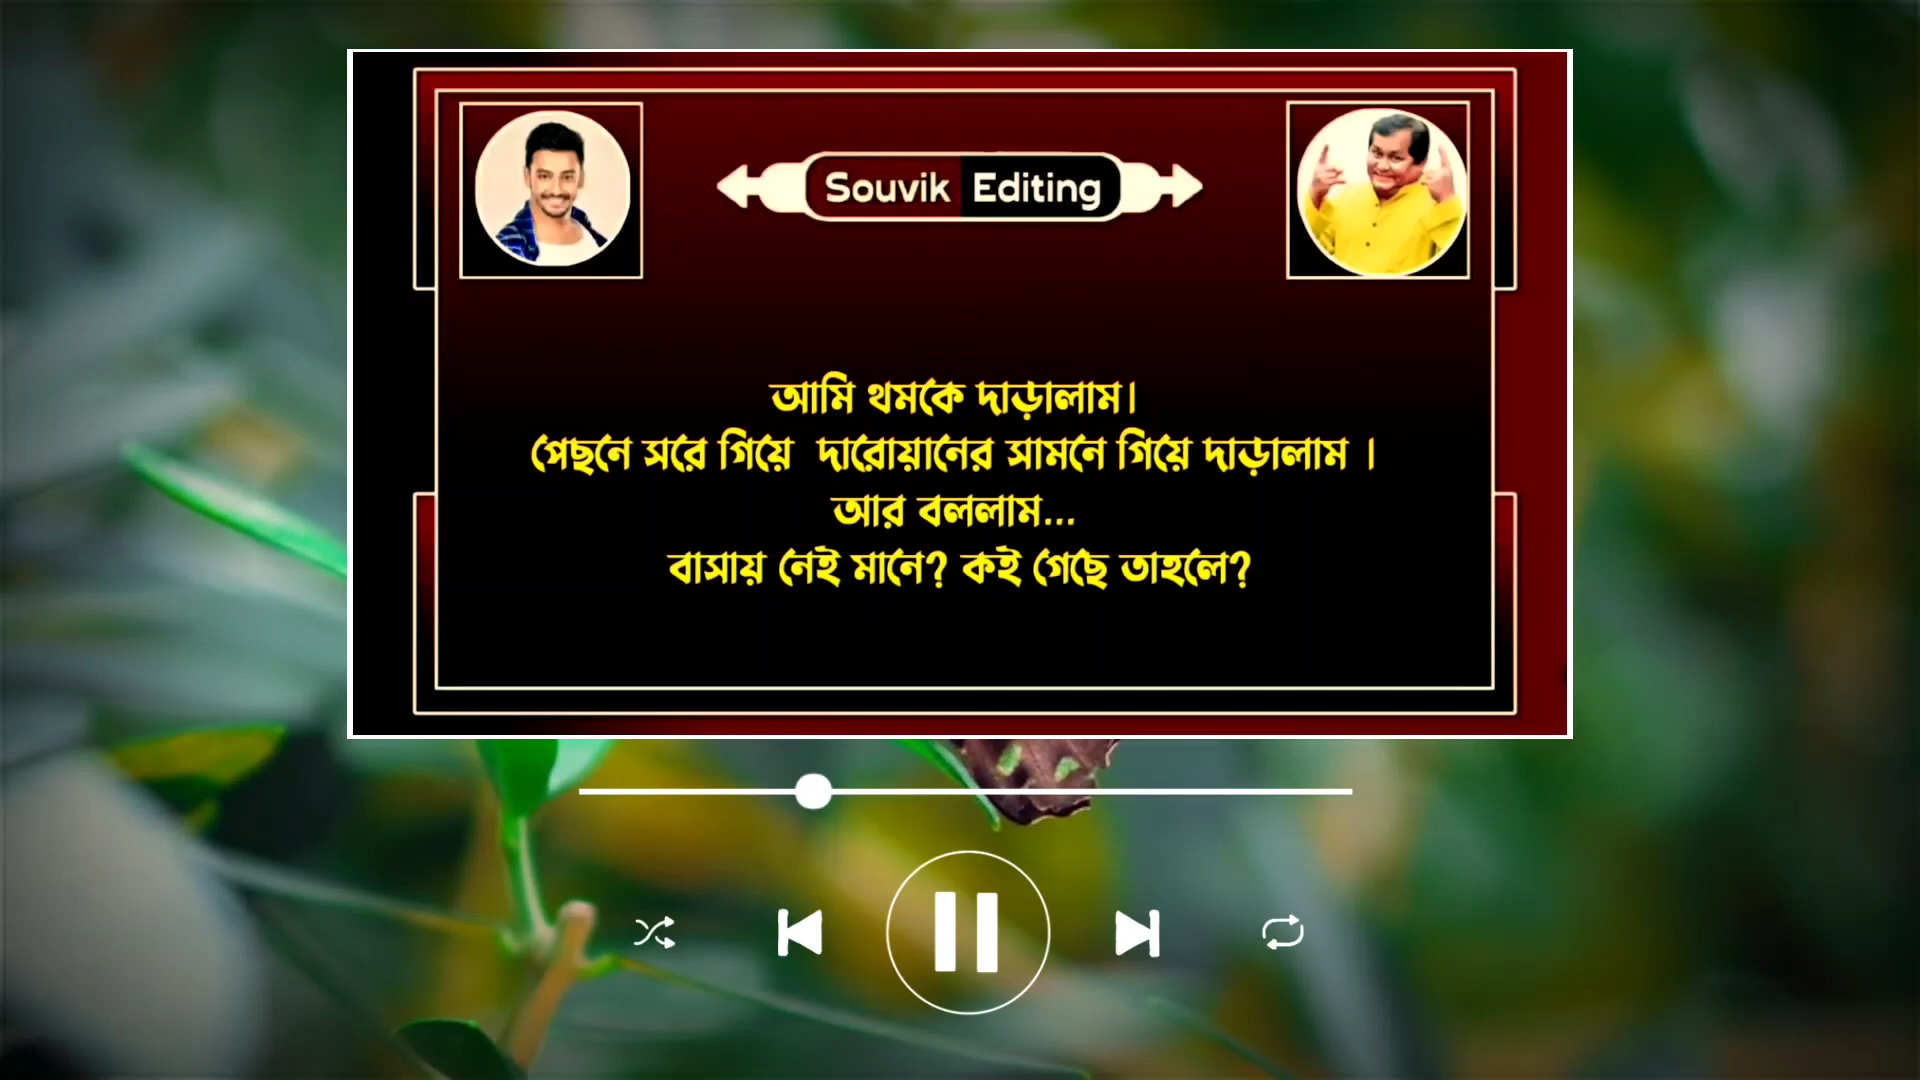 Souvik Editing
আমি থমকে দাড়ালাম।
পেছনে সরে গিয়ে দারোয়ানের সামনে গিয়ে দাড়ালাম ।
আর বললাম...
বাসায় নেই মানে? কই গেছে তাহলে?